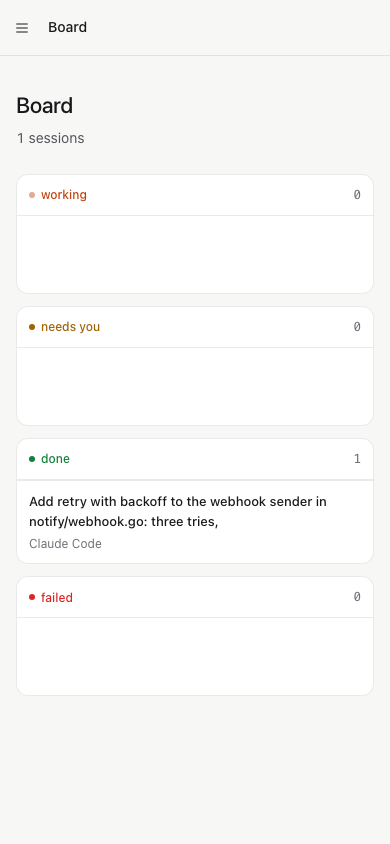 Board
Board
1 sessions
working 0
needs you 0
done 1
Add retry with backoff to the webhook sender in
notify/webhook.go: three tries,
Claude Code
failed 0